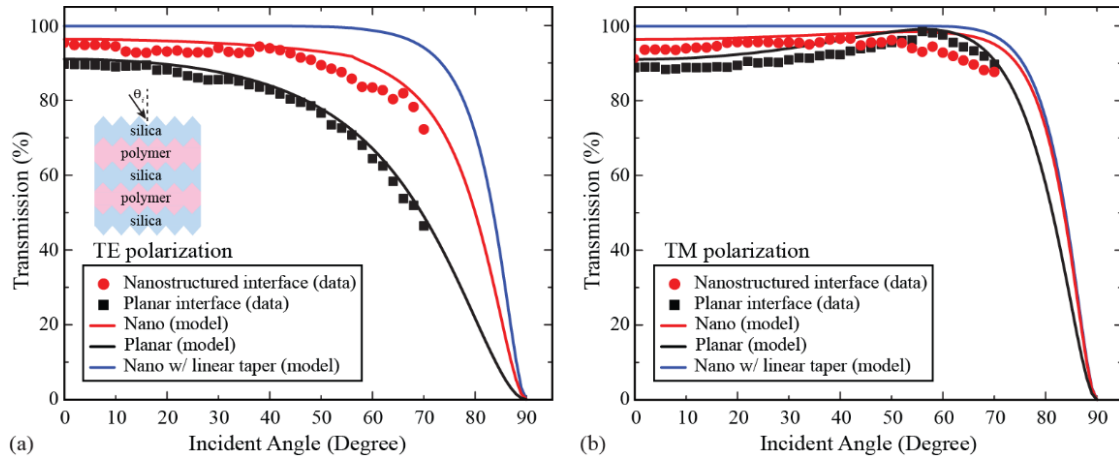 100
80
60
40
20
0
Transmission (%)
θi
silica
polymer
silica
polymer
silica
TE polarization
Nanostructured interface (data)
Planar interface (data)
Nano (model)
Planar (model)
Nano w/ linear taper (model)
0 10 20 30 40 50 60 70 80 90
(a) Incident Angle (Degree)
100
80
60
40
20
0
Transmission (%)
TM polarization
Nanostructured interface (data)
Planar interface (data)
Nano (model)
Planar (model)
Nano w/ linear taper (model)
0 10 20 30 40 50 60 70 80 90
(b) Incident Angle (Degree)